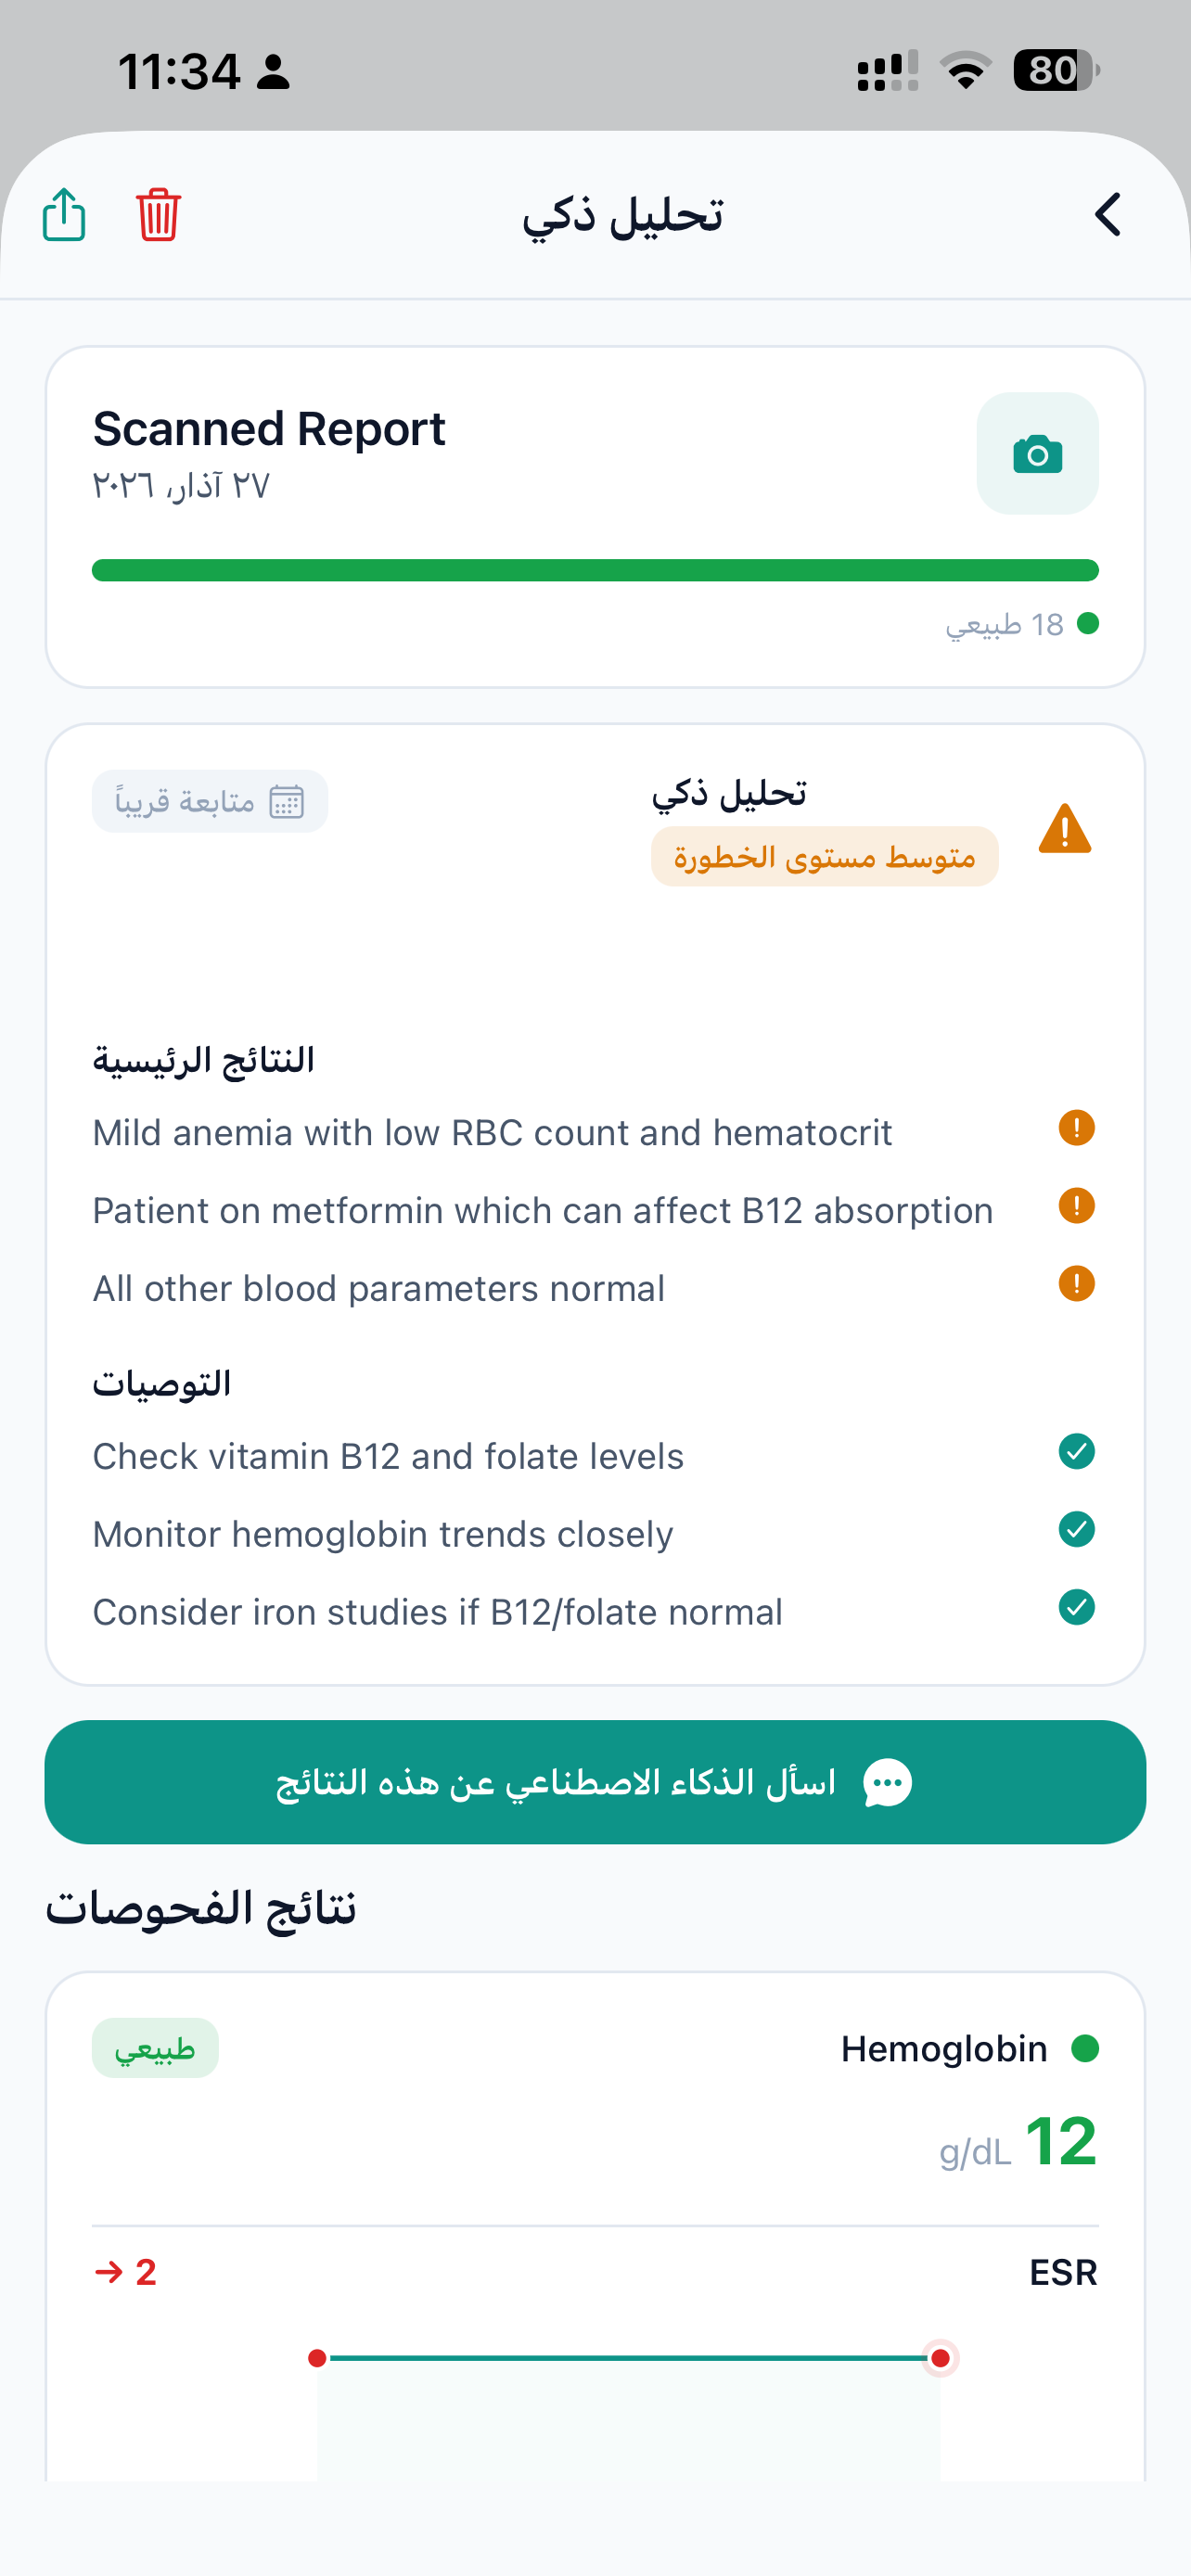 11:34
80
تحليل ذكي
Scanned Report
٢٧ آذار، ٢٠٢٦
18 طبيعي
تحليل ذكي
متوسط مستوى الخطورة
متابعة قريباً
النتائج الرئيسية
Mild anemia with low RBC count and hematocrit
Patient on metformin which can affect B12 absorption
All other blood parameters normal
التوصيات
Check vitamin B12 and folate levels
Monitor hemoglobin trends closely
Consider iron studies if B12/folate normal
اسأل الذكاء الاصطناعي عن هذه النتائج
نتائج الفحوصات
Hemoglobin
طبيعي
12 g/dL
ESR
→ 2